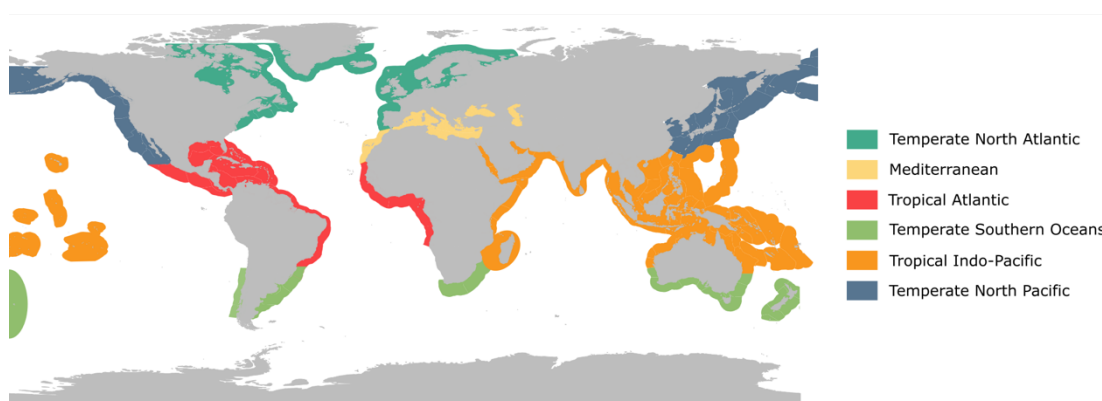 Temperate North Atlantic
Mediterranean
Tropical Atlantic
Temperate Southern Oceans
Tropical Indo-Pacific
Temperate North Pacific